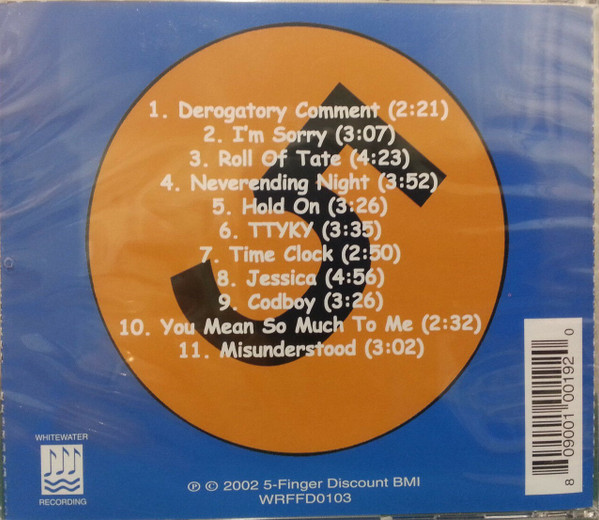 5
1. Derogatory Comment (2:21)
2. I'm Sorry (3:07)
3. Roll Of Tate (4:23)
4. Neverending Night (3:52)
5. Hold On (3:26)
6. TTYKY (3:35)
7. Time Clock (2:50)
8. Jessica (4:56)
9. Codboy (3:26)
10. You Mean So Much To Me (2:32)
11. Misunderstood (3:02)
8 09001 00192 0
WHITEWATER
RECORDING
℗ © 2002 5-Finger Discount BMI
WRFFD0103